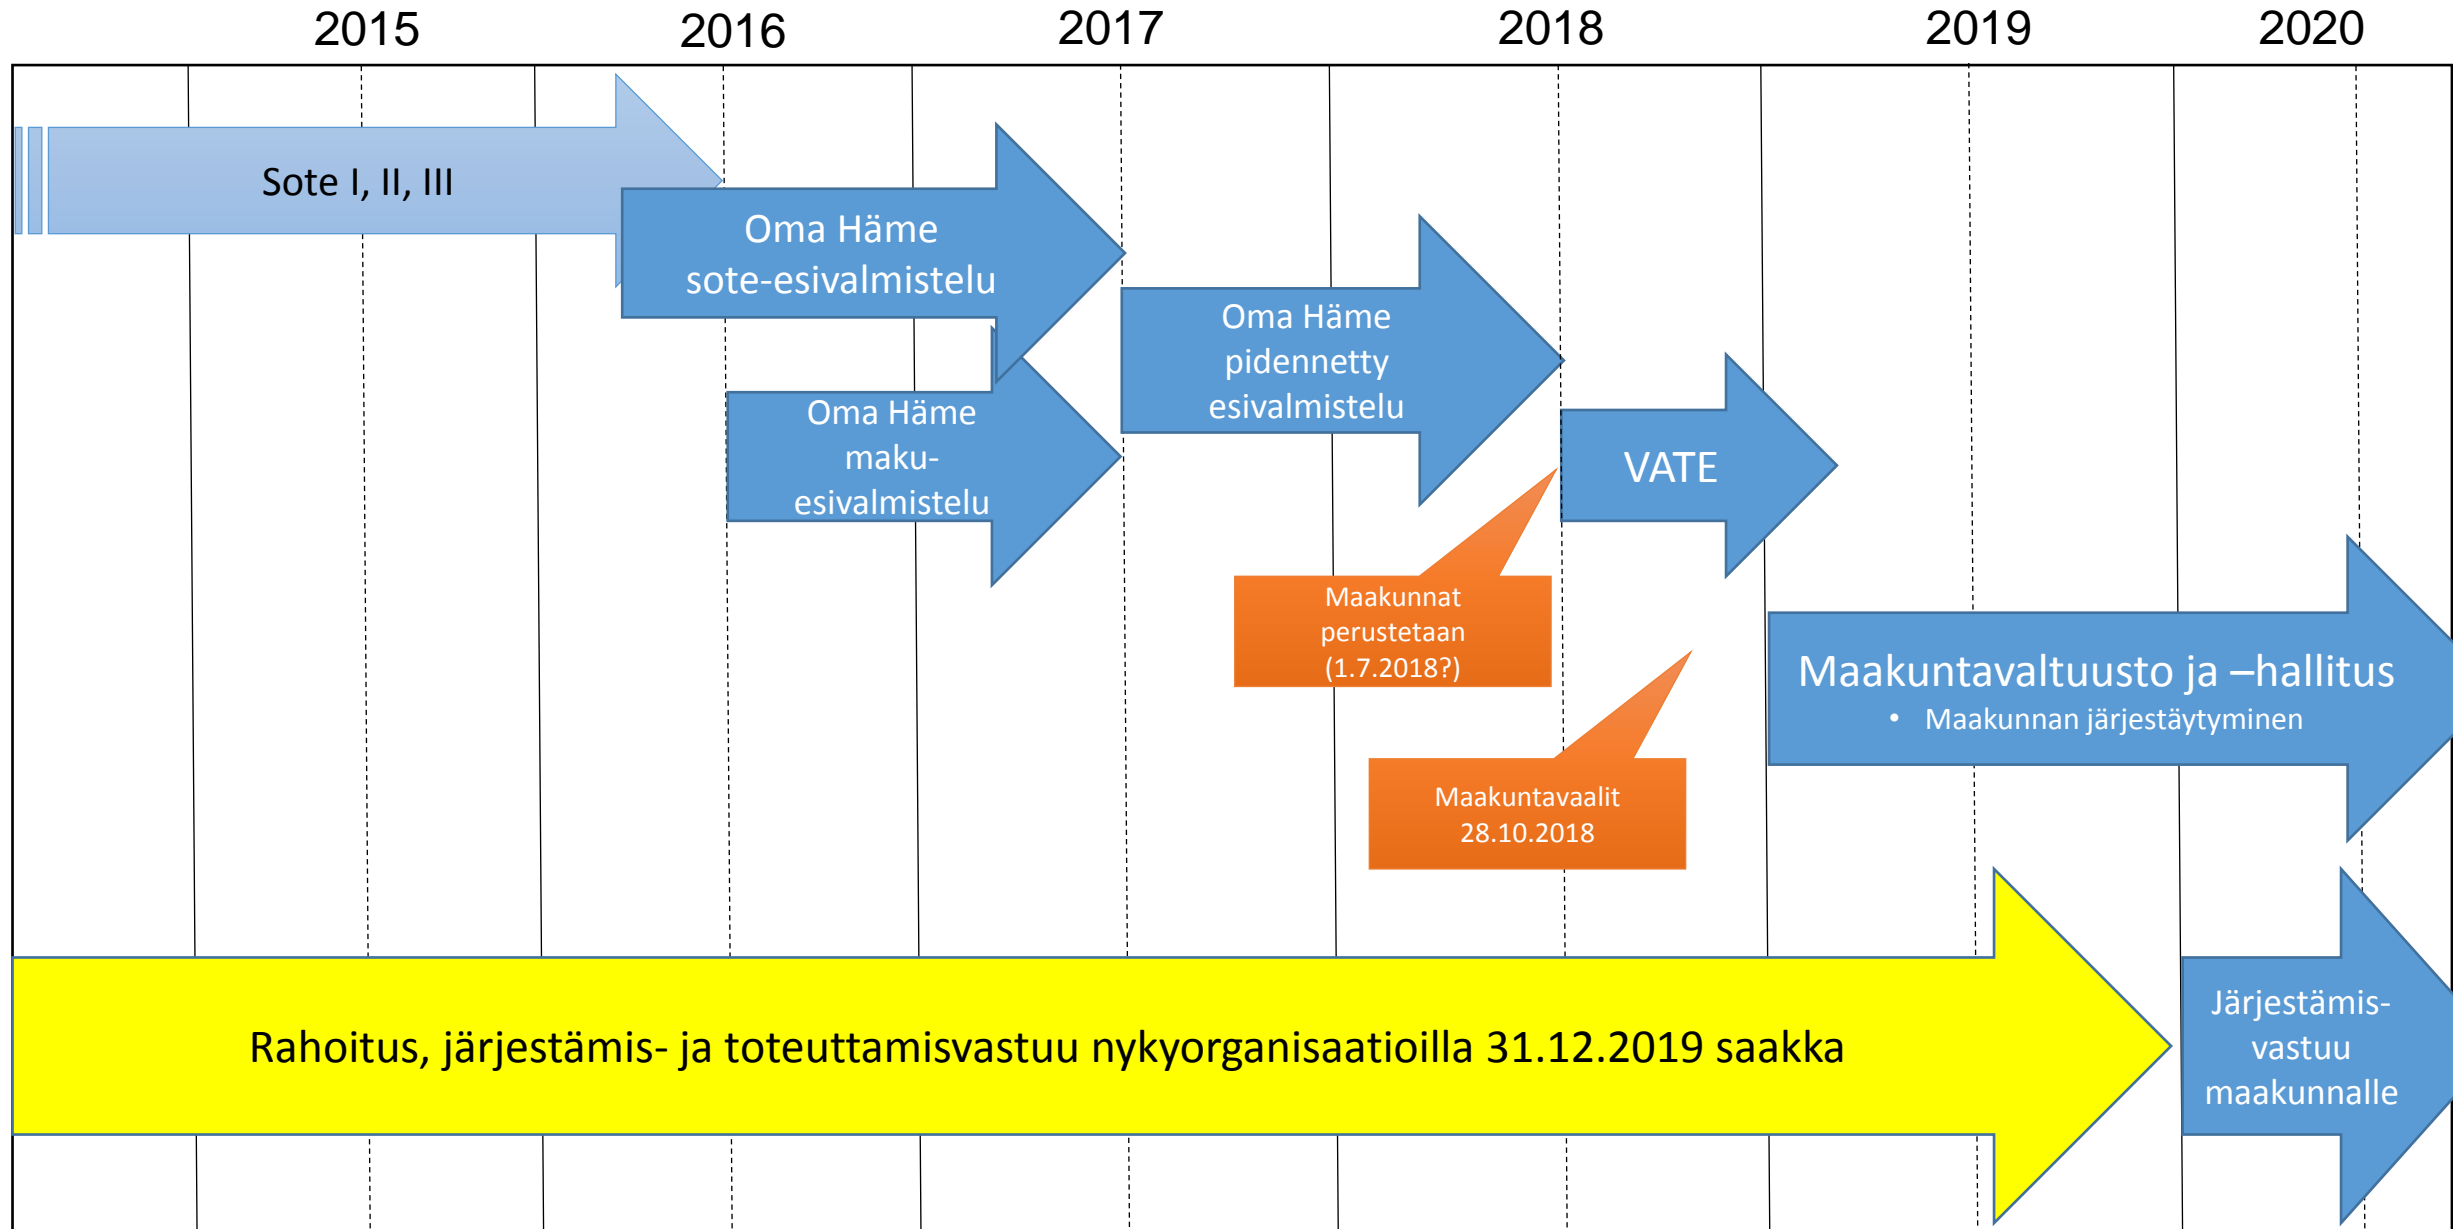 2015
2016
2017
2018
2019
2020
Sote I, II, III
Oma Häme
sote-esivalmistelu
Oma Häme
maku-
esivalmistelu
Oma Häme
pidennetty
esivalmistelu
VATE
Maakunnat
perustetaan
(1.7.2018?)
Maakuntavaalit
28.10.2018
Maakuntavaltuusto ja –hallitus
• Maakunnan järjestäytyminen
Rahoitus, järjestämis- ja toteuttamisvastuu nykyorganisaatioilla 31.12.2019 saakka
Järjestämis-
vastuu
maakunnalle